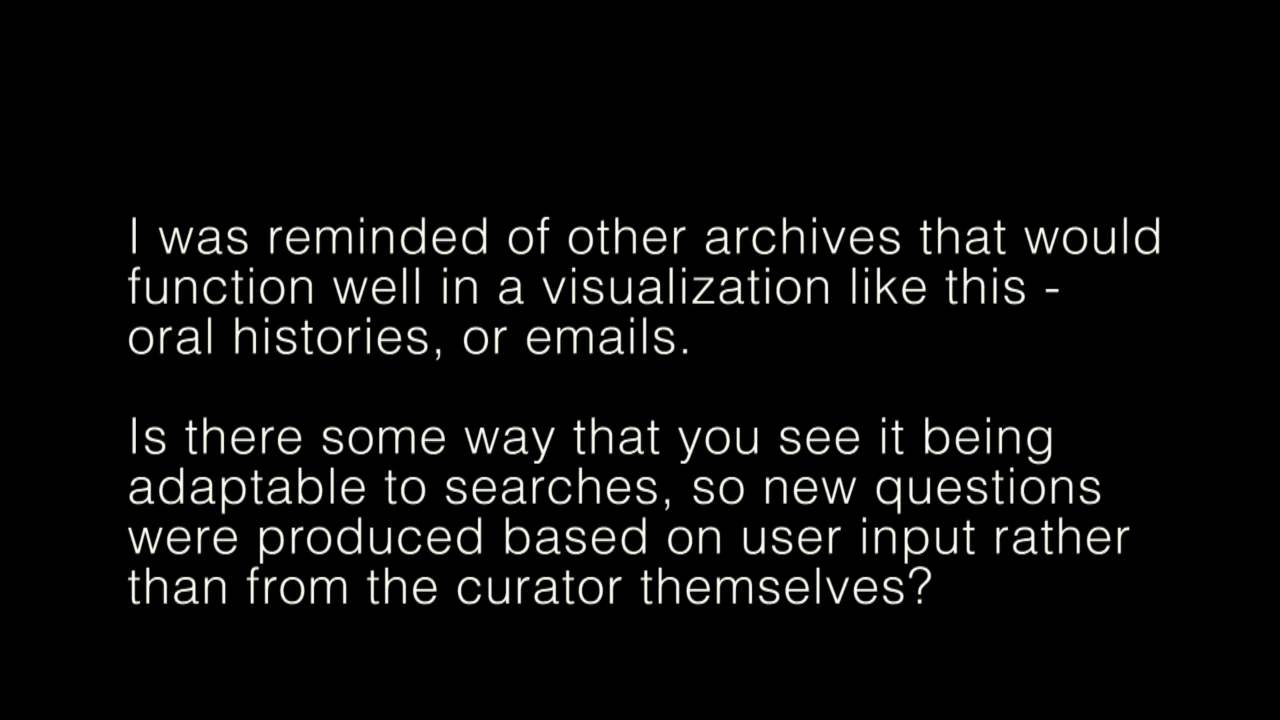 I was reminded of other archives that would
function well in a visualization like this -
oral histories, or emails.
Is there some way that you see it being
adaptable to searches, so new questions
were produced based on user input rather
than from the curator themselves?